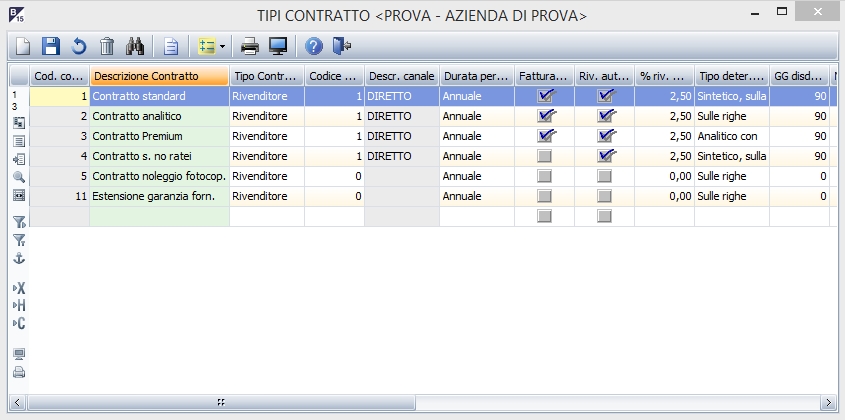 B 15 TIPI CONTRATTO <PROVA - AZIENDA DI PROVA>
Cod. co... Descrizione Contratto Tipo Contr... Codice ... Descr. canale Durata per... Fattura... Riv. aut... % riv. ... Tipo deter.... GG disd...
1 Contratto standard Rivenditore 1 DIRETTO Annuale 2,50 Sintetico, sulla 90
2 Contratto analitico Rivenditore 1 DIRETTO Annuale 2,50 Sulle righe 90
3 Contratto Premium Rivenditore 1 DIRETTO Annuale 2,50 Analitico con 90
4 Contratto s. no ratei Rivenditore 1 DIRETTO Annuale 2,50 Sintetico, sulla 90
5 Contratto noleggio fotocop. Rivenditore 0 Annuale 0,00 Sulle righe 0
11 Estensione garanzia forn. Rivenditore 0 Annuale 0,00 Sulle righe 0
1
3
X
H
C